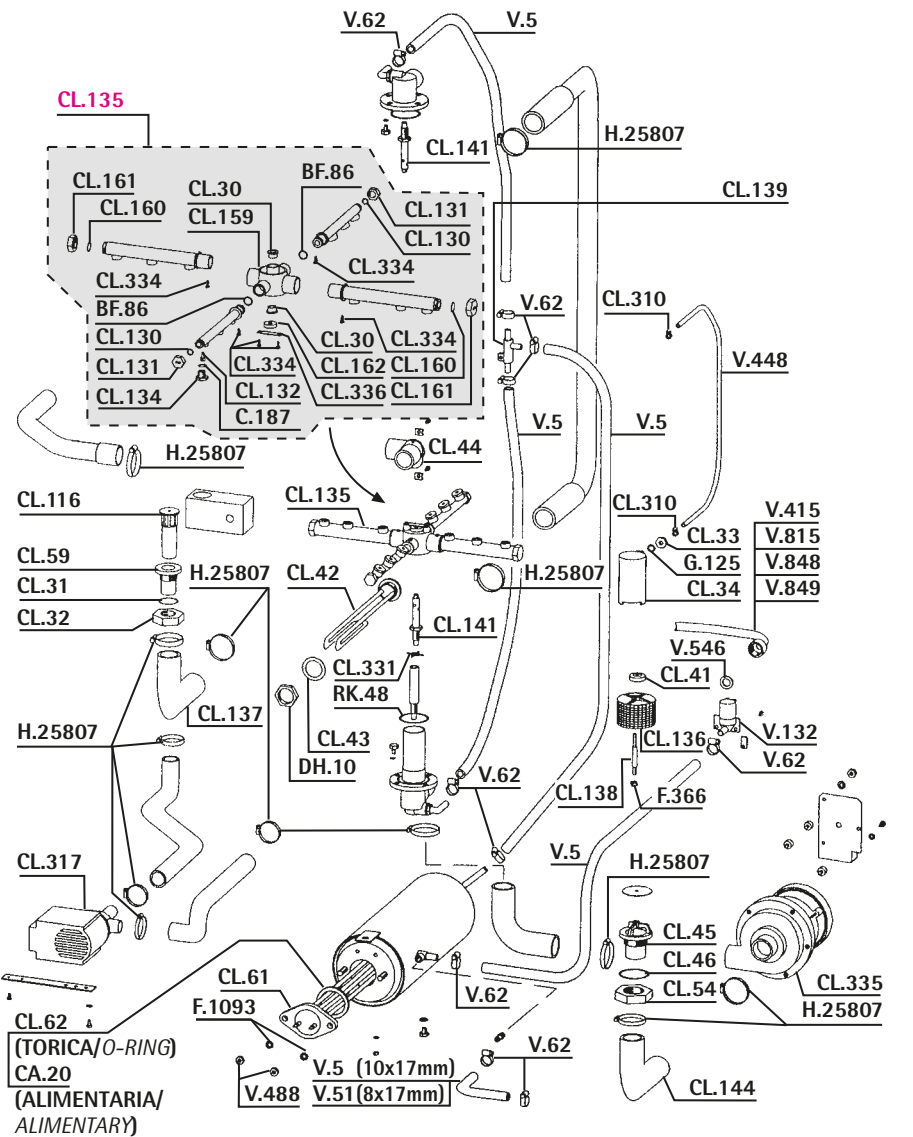 V.62
V.5
CL.135
CL.141
H.25807
CL.161
CL.160
CL.30
CL.159
BF.86
CL.131
CL.130
CL.139
CL.334
CL.334
BF.86
CL.130
CL.131
CL.134
CL.334
CL.132
C.187
CL.30
CL.162
CL.336
CL.334
CL.160
CL.161
V.62
CL.310
V.448
V.5
V.5
H.25807
CL.44
CL.116
CL.135
CL.310
V.415
CL.33
V.815
G.125
V.848
CL.34
V.849
CL.59
CL.31
CL.32
H.25807
CL.42
H.25807
CL.141
V.546
CL.331
RK.48
CL.41
CL.137
H.25807
CL.43
DH.10
CL.136
V.132
V.62
V.62
CL.138
F.366
V.5
CL.317
H.25807
CL.45
CL.46
CL.54
CL.335
H.25807
CL.61
F.1093
V.62
CL.62
(TORICA/O-RING)
CA.20
(ALIMENTARIA/
ALIMENTARY)
V.488
V.5 (10x17mm)
V.51(8x17mm)
V.62
CL.144